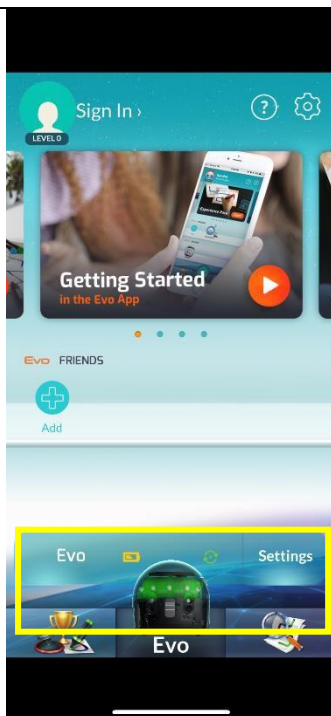 Sign In ›
?
LEVEL 0
Getting Started
in the Evo App
Evo FRIENDS
Add
Evo
Settings
Evo